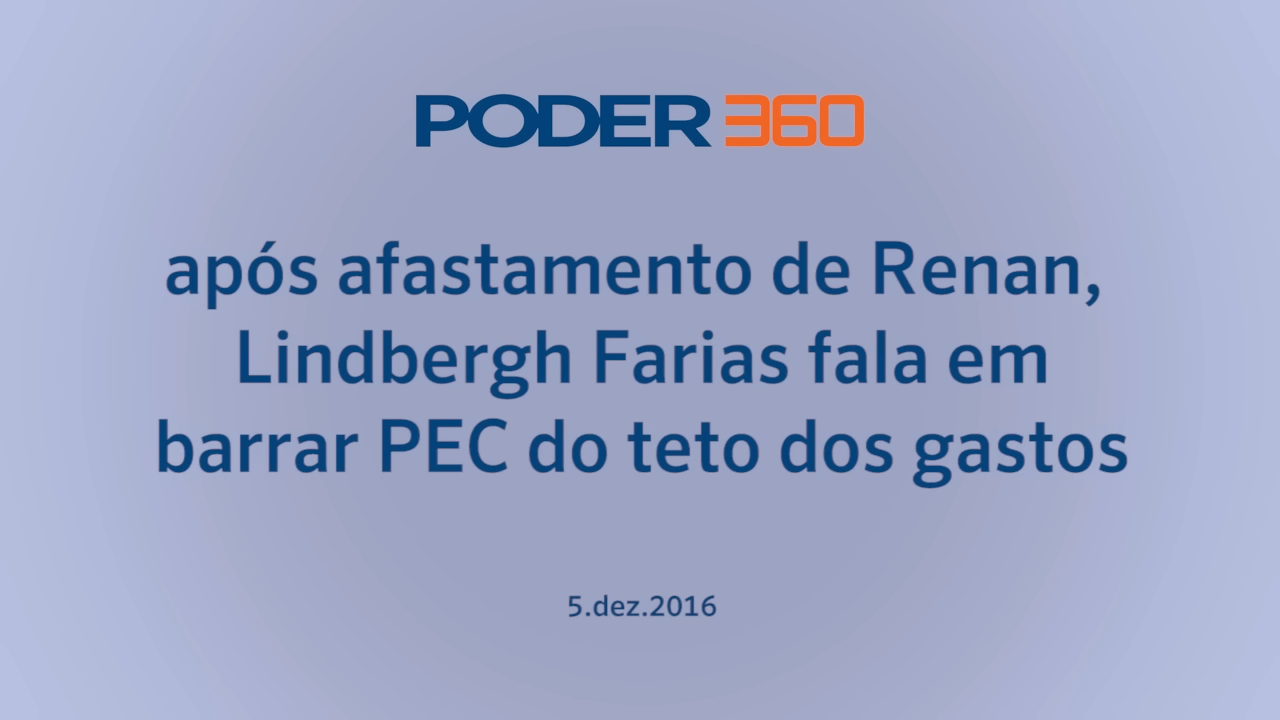 PODER360
após afastamento de Renan,
Lindbergh Farias fala em
barrar PEC do teto dos gastos
5.dez.2016